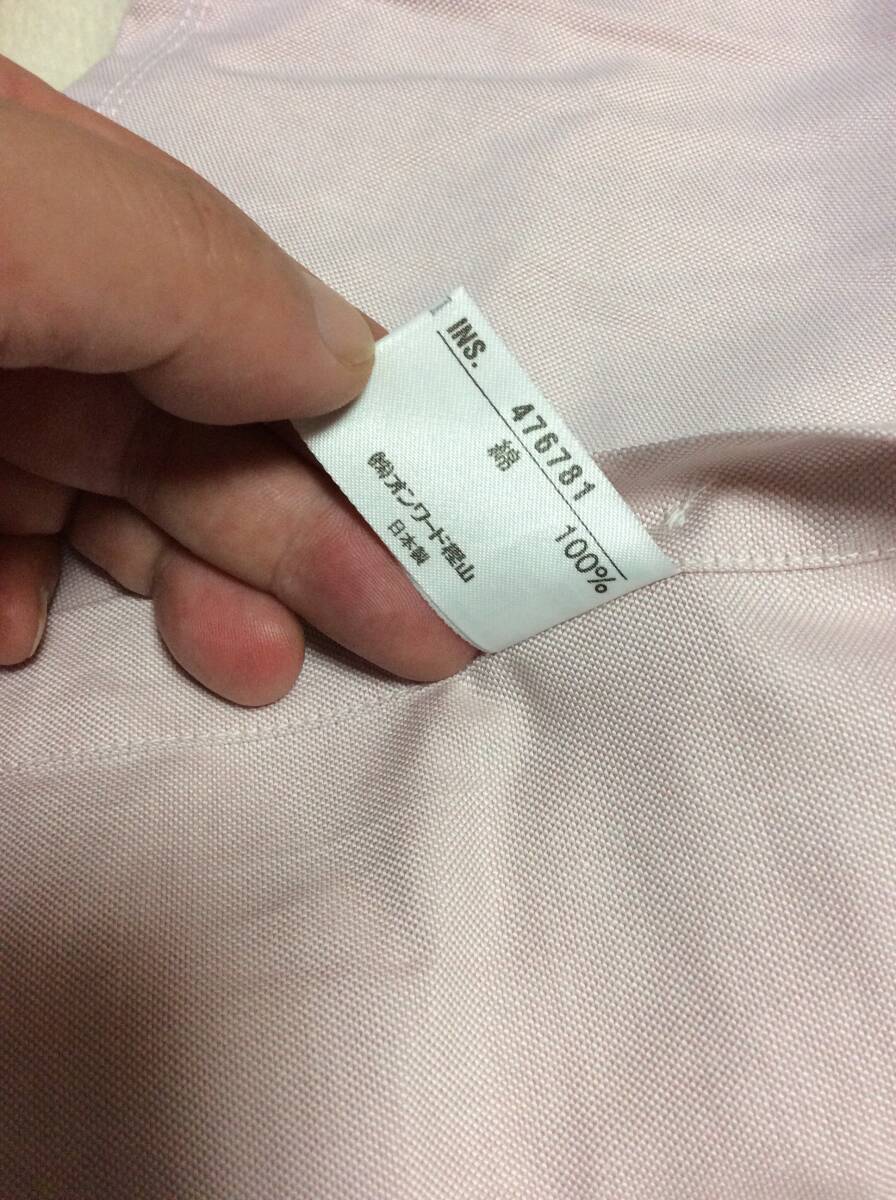 INS. 476781
綿 100%
㈱オンワード樫山
日本製